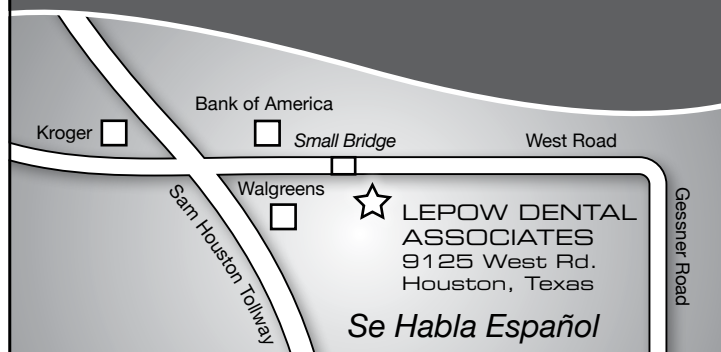 Bank of America
Kroger
Small Bridge
West Road
Walgreens
Sam Houston Tollway
Gessner Road
LEPOW DENTAL
ASSOCIATES
9125 West Rd.
Houston, Texas
Se Habla Español